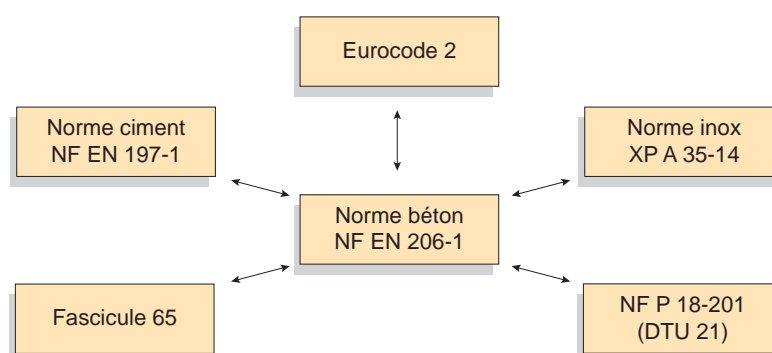 Eurocode 2
Norme ciment
NF EN 197-1
Norme inox
XP A 35-14
Norme béton
NF EN 206-1
Fascicule 65
NF P 18-201
(DTU 21)